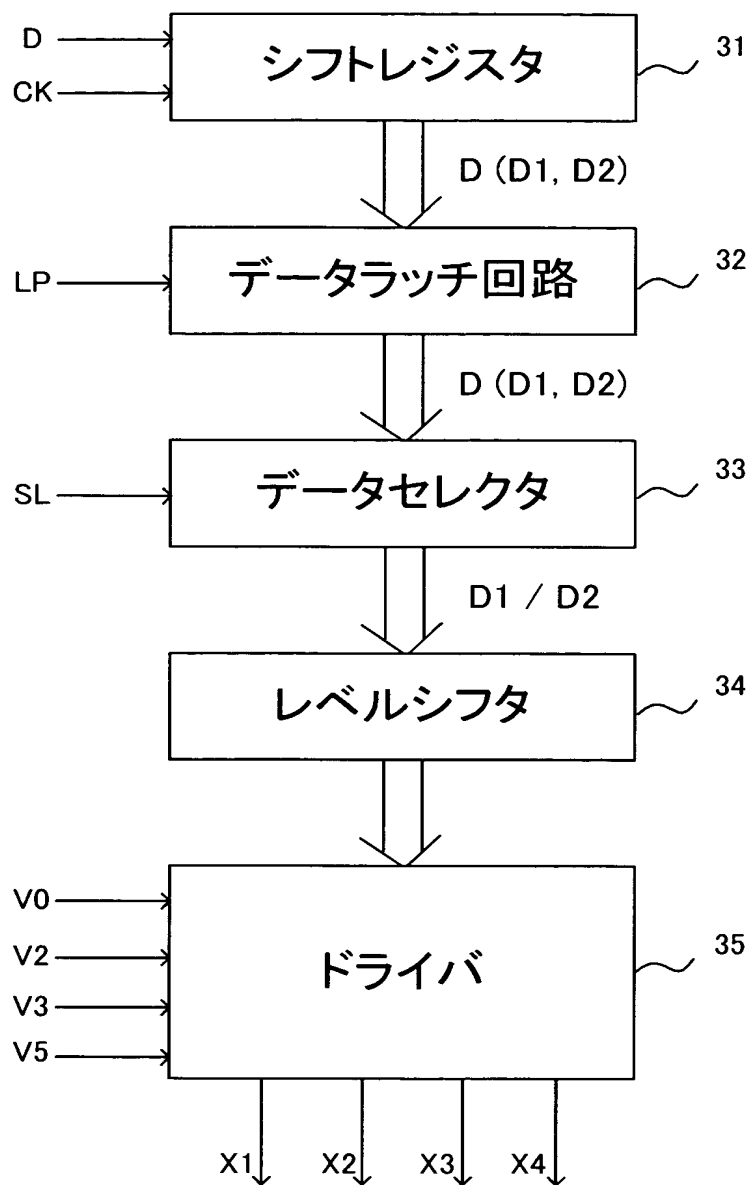 D
シフトレジスタ
31
CK
D (D1, D2)
データラッチ回路
32
LP
D (D1, D2)
データセレクタ
33
SL
D1 / D2
レベルシフタ
34
V0
V2
ドライバ
35
V3
V5
X1
X2
X3
X4